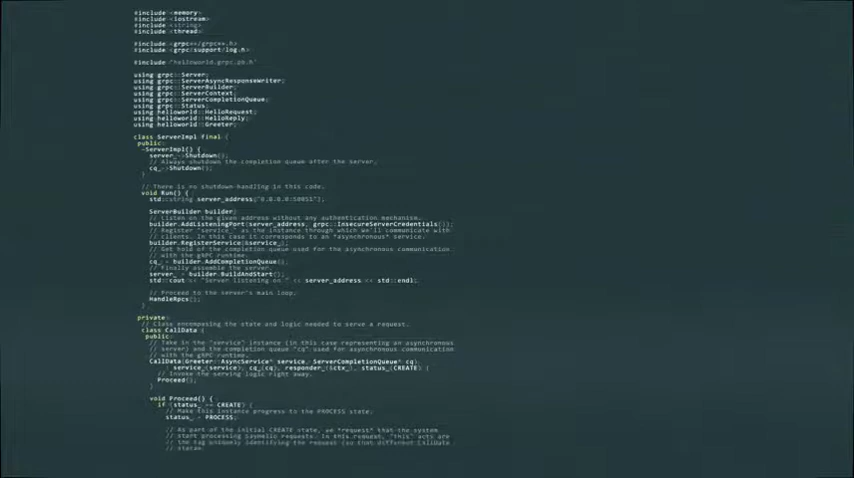 #include <memory>
#include <iostream>
#include <string>
#include <thread>
#include <grpc++/grpc++.h>
#include <grpc/support/log.h>
#include "helloworld.grpc.pb.h"
using grpc::Server;
using grpc::ServerAsyncResponseWriter;
using grpc::ServerBuilder;
using grpc::ServerContext;
using grpc::ServerCompletionQueue;
using grpc::Status;
using helloworld::HelloRequest;
using helloworld::HelloReply;
using helloworld::Greeter;
class ServerImpl final {
public:
~ServerImpl() {
server_->Shutdown();
// Always shutdown the completion queue after the server.
cq_->Shutdown();
}
// There is no shutdown handling in this code.
void Run() {
std::string server_address("0.0.0.0:50051");
ServerBuilder builder;
// Listen on the given address without any authentication mechanism.
builder.AddListeningPort(server_address, grpc::InsecureServerCredentials());
// Register "service_" as the instance through which we'll communicate with
// clients. In this case it corresponds to an *asynchronous* service.
builder.RegisterService(&service_);
// Get hold of the completion queue used for the asynchronous communication
// with the gRPC runtime.
cq_ = builder.AddCompletionQueue();
// Finally assemble the server.
server_ = builder.BuildAndStart();
std::cout << "Server listening on " << server_address << std::endl;
// Proceed to the server's main loop.
HandleRpcs();
}
private:
// Class encompasing the state and logic needed to serve a request.
class CallData {
public:
// Take in the "service" instance (in this case representing an asynchronous
// server) and the completion queue "cq" used for asynchronous communication
// with the gRPC runtime.
CallData(Greeter::AsyncService* service, ServerCompletionQueue* cq)
: service_(service), cq_(cq), responder_(&ctx_), status_(CREATE) {
// Invoke the serving logic right away.
Proceed();
}
void Proceed() {
if (status_ == CREATE) {
// Make this instance progress to the PROCESS state.
status_ = PROCESS;
// As part of the initial CREATE state, we *request* that the system
// start processing SayHello requests. In this request, "this" acts are
// the tag uniquely identifying the request (so that different CallData